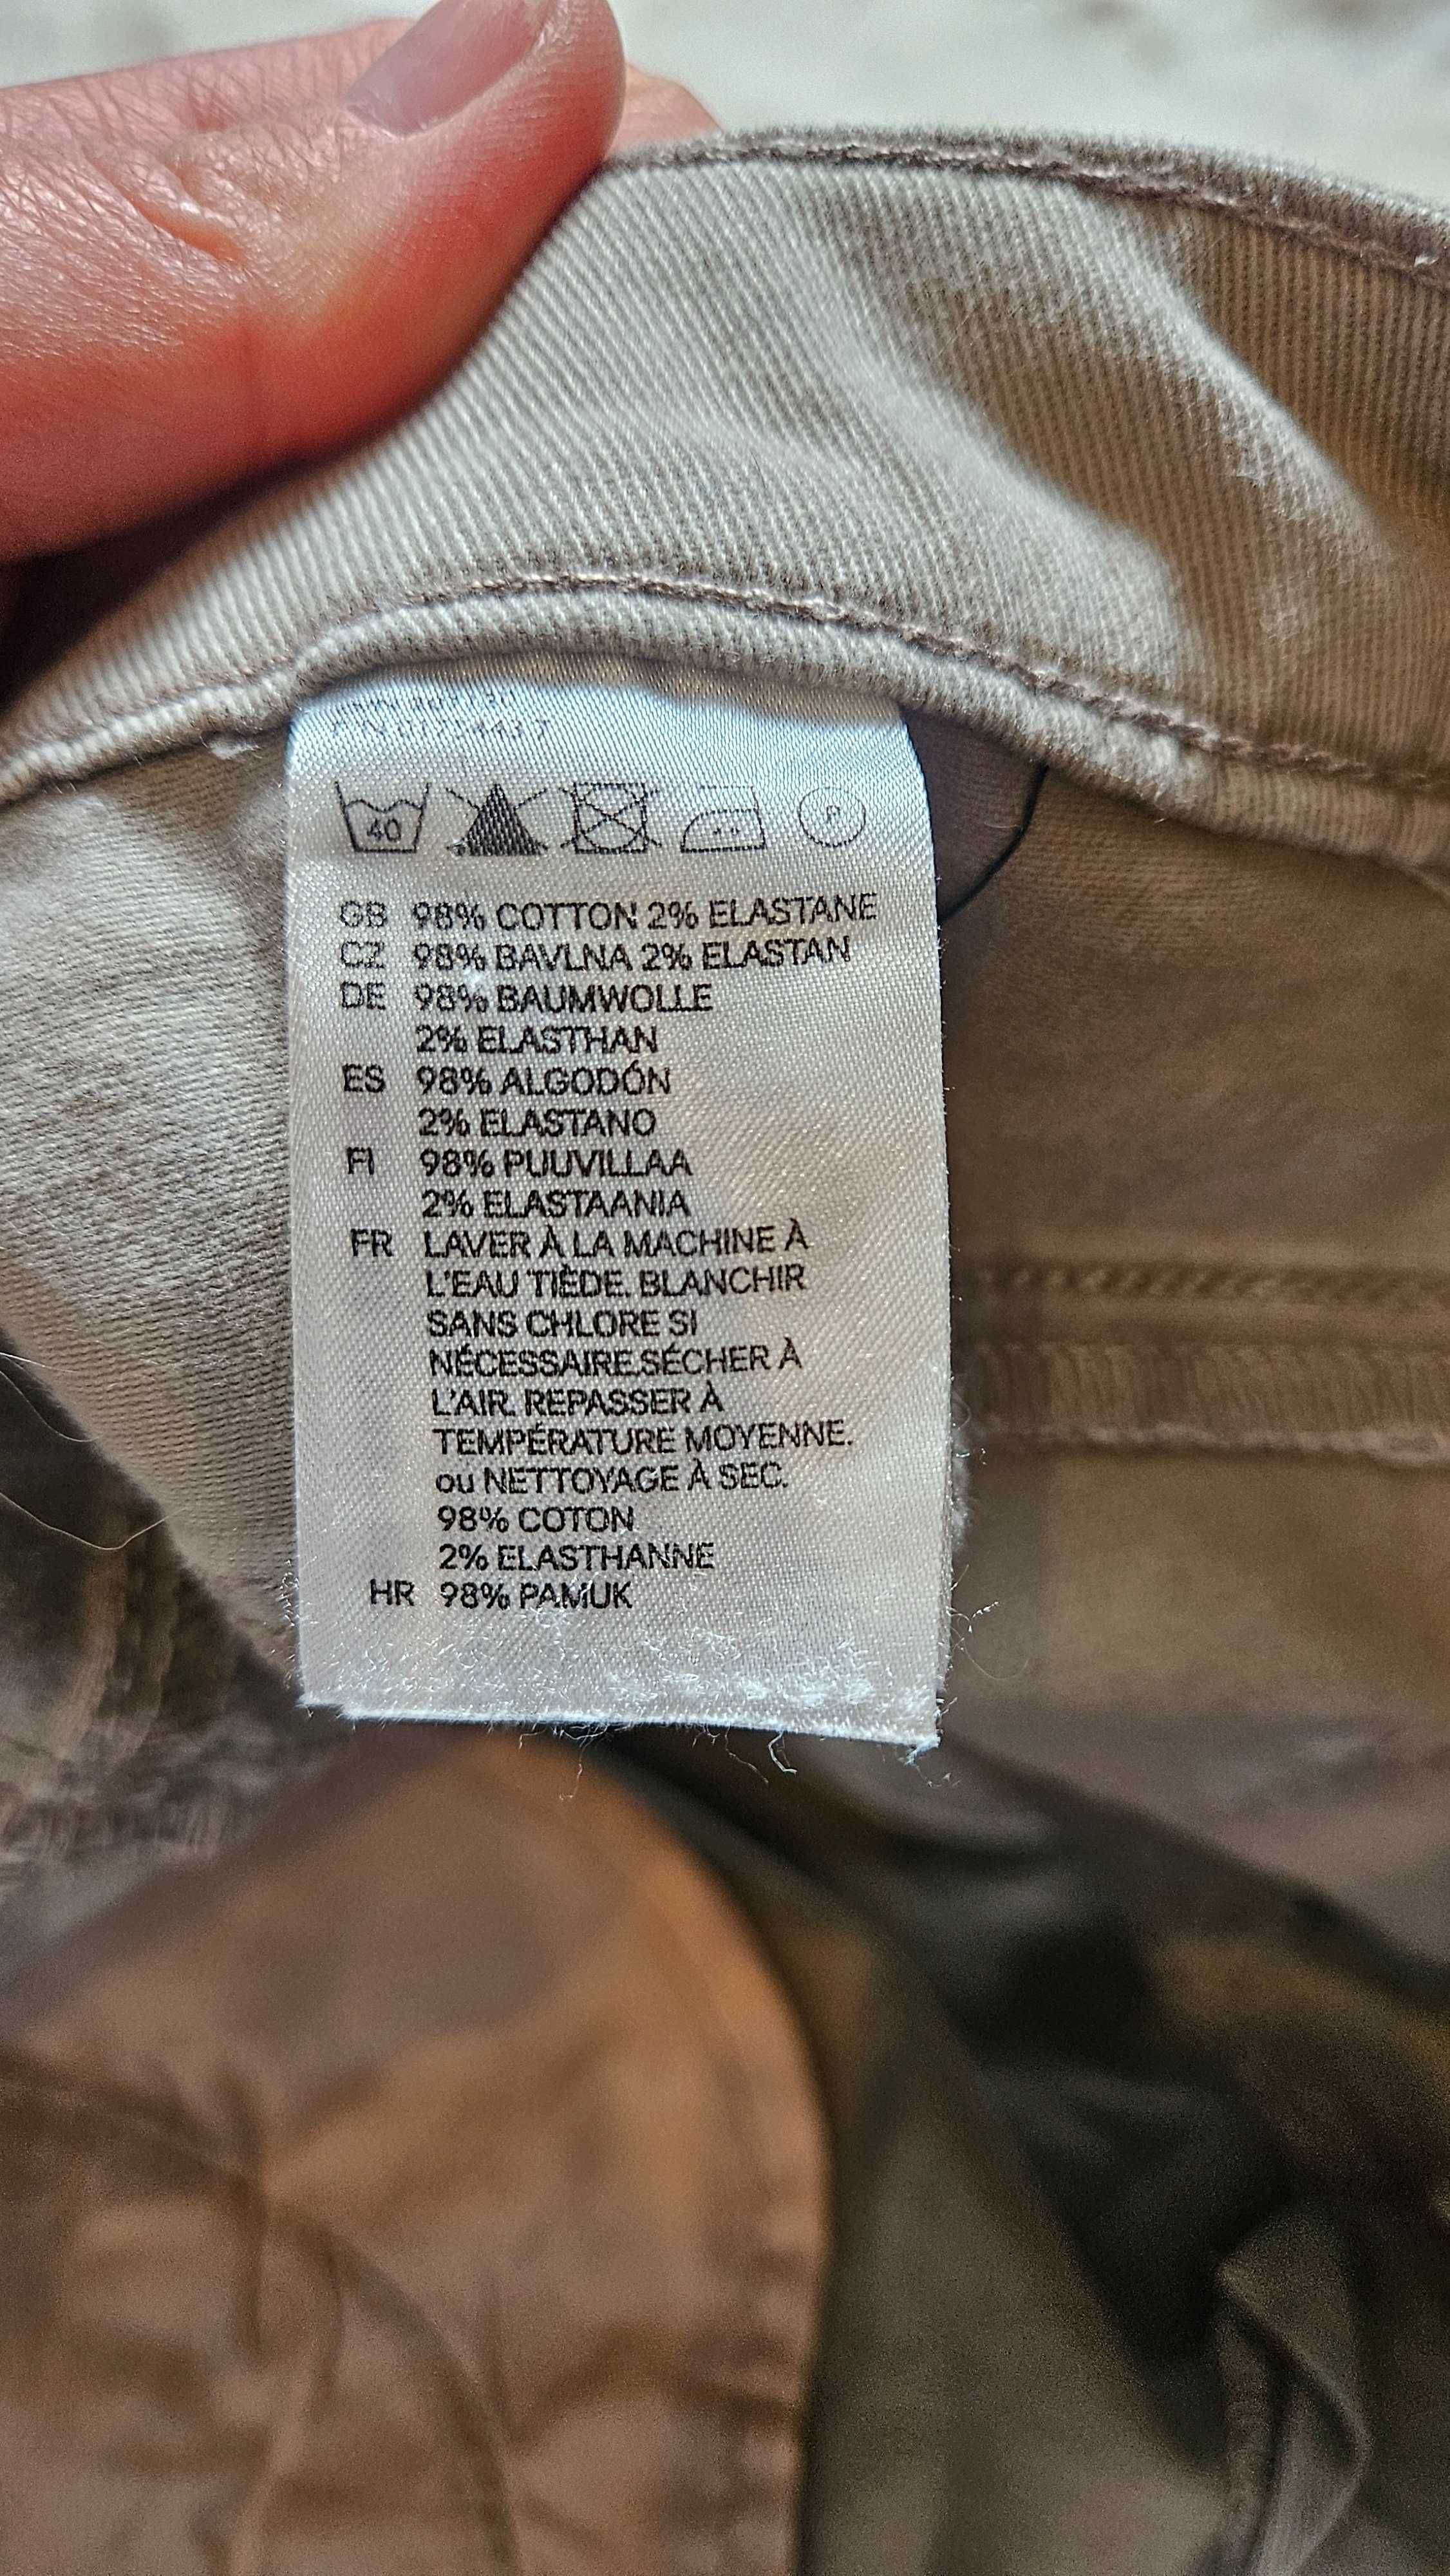 40
P
GB 98% COTTON 2% ELASTANE
CZ 98% BAVLNA 2% ELASTAN
DE 98% BAUMWOLLE
2% ELASTHAN
ES 98% ALGODÓN
2% ELASTANO
FI 98% PUUVILLAA
2% ELASTAANIA
FR LAVER À LA MACHINE À
L'EAU TIÈDE. BLANCHIR
SANS CHLORE SI
NÉCESSAIRE.SÉCHER À
L'AIR. REPASSER À
TEMPÉRATURE MOYENNE.
ou NETTOYAGE À SEC.
98% COTON
2% ELASTHANNE
HR 98% PAMUK